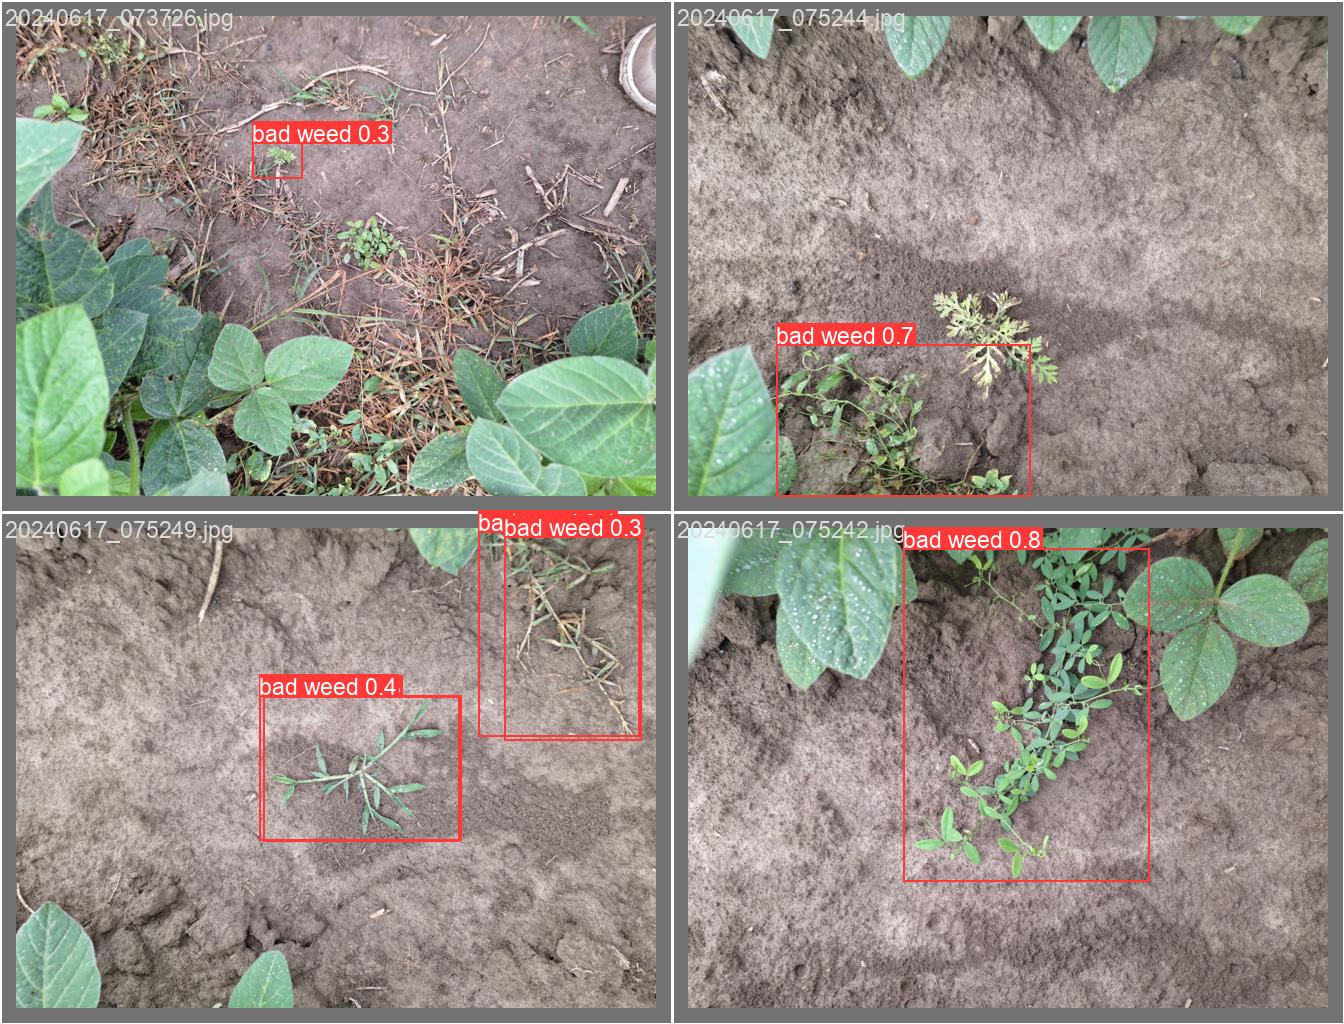 20240617_073726.jpg
bad weed 0.3
20240617_075244.jpg
bad weed 0.7
20240617_075249.jpg
bad weed 0.3
bad weed 0.4
20240617_075242.jpg
bad weed 0.8